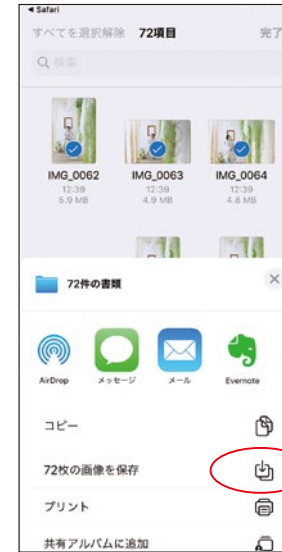 ◀ Safari
すべてを選択解除 72項目 完了
検索
IMG_0062 IMG_0063 IMG_0064
12:39 12:39 12:39
5.9 MB 4.9 MB 4.8 MB
72件の書類
AirDrop メッセージ メール Evernote
コピー
72枚の画像を保存
プリント
共有アルバムに追加